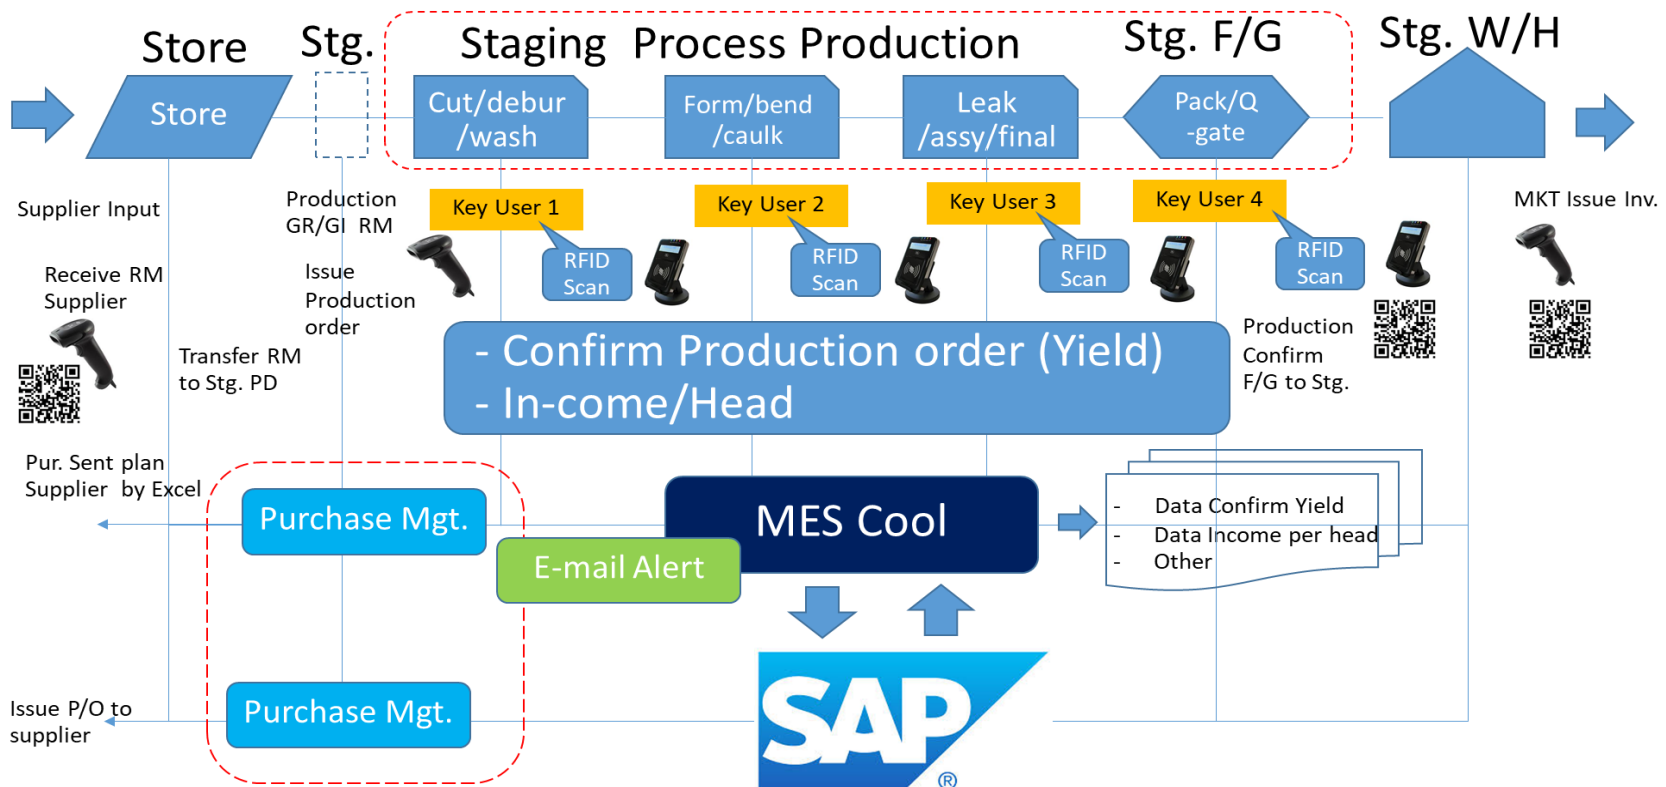 Store
Stg.
Staging Process Production
Stg. F/G
Stg. W/H
Store
Cut/debur
/wash
Form/bend
/caulk
Leak
/assy/final
Pack/Q
-gate
Supplier Input
Production
GR/GI RM
Key User 1
Key User 2
Key User 3
Key User 4
MKT Issue Inv.
RFID
Scan
RFID
Scan
RFID
Scan
RFID
Scan
Receive RM
Supplier
Issue
Production
order
Transfer RM
to Stg. PD
- Confirm Production order (Yield)
- In-come/Head
Production
Confirm
F/G to Stg.
Pur. Sent plan
Supplier by Excel
Purchase Mgt.
MES Cool
E-mail Alert
- Data Confirm Yield
- Data Income per head
- Other
Issue P/O to
supplier
Purchase Mgt.
SAP
®